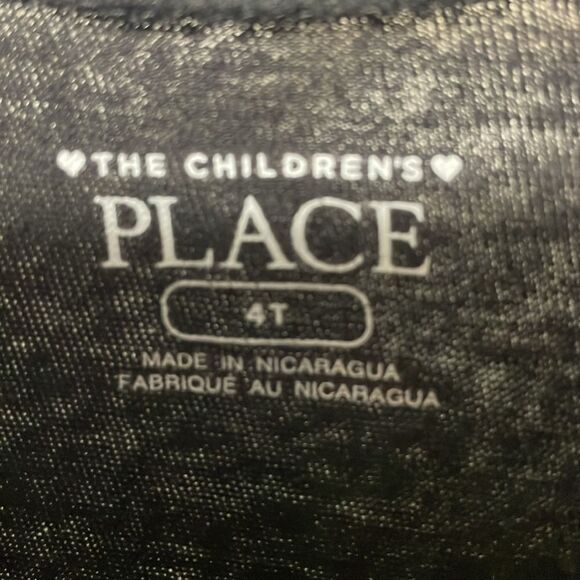 ♥THE CHILDREN'S♥
PLACE
4T
MADE IN NICARAGUA
FABRIQUÉ AU NICARAGUA